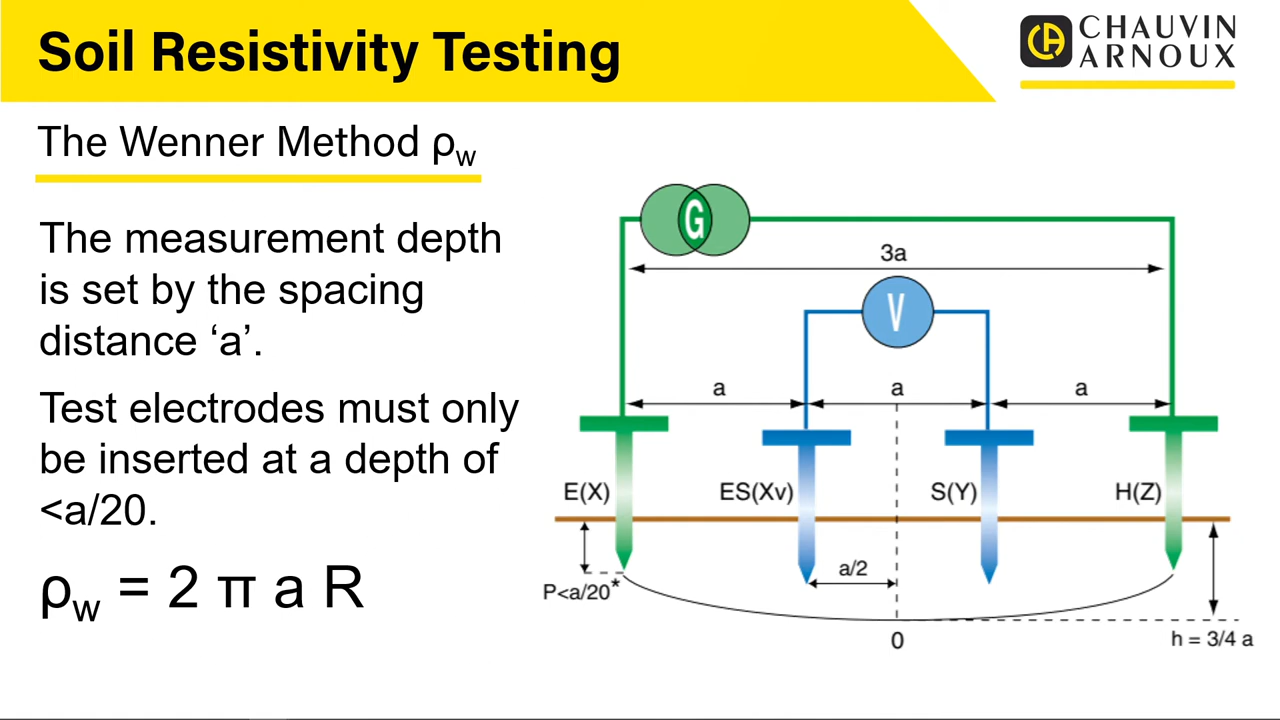 Soil Resistivity Testing
CHAUVIN
ARNOUX
The Wenner Method ρw
The measurement depth
is set by the spacing
distance ‘a’.
Test electrodes must only
be inserted at a depth of
<a/20.
ρw = 2 π a R
G
3a
V
a
a
a
E(X)
ES(Xv)
S(Y)
H(Z)
a/2
P<a/20*
0
h = 3/4 a